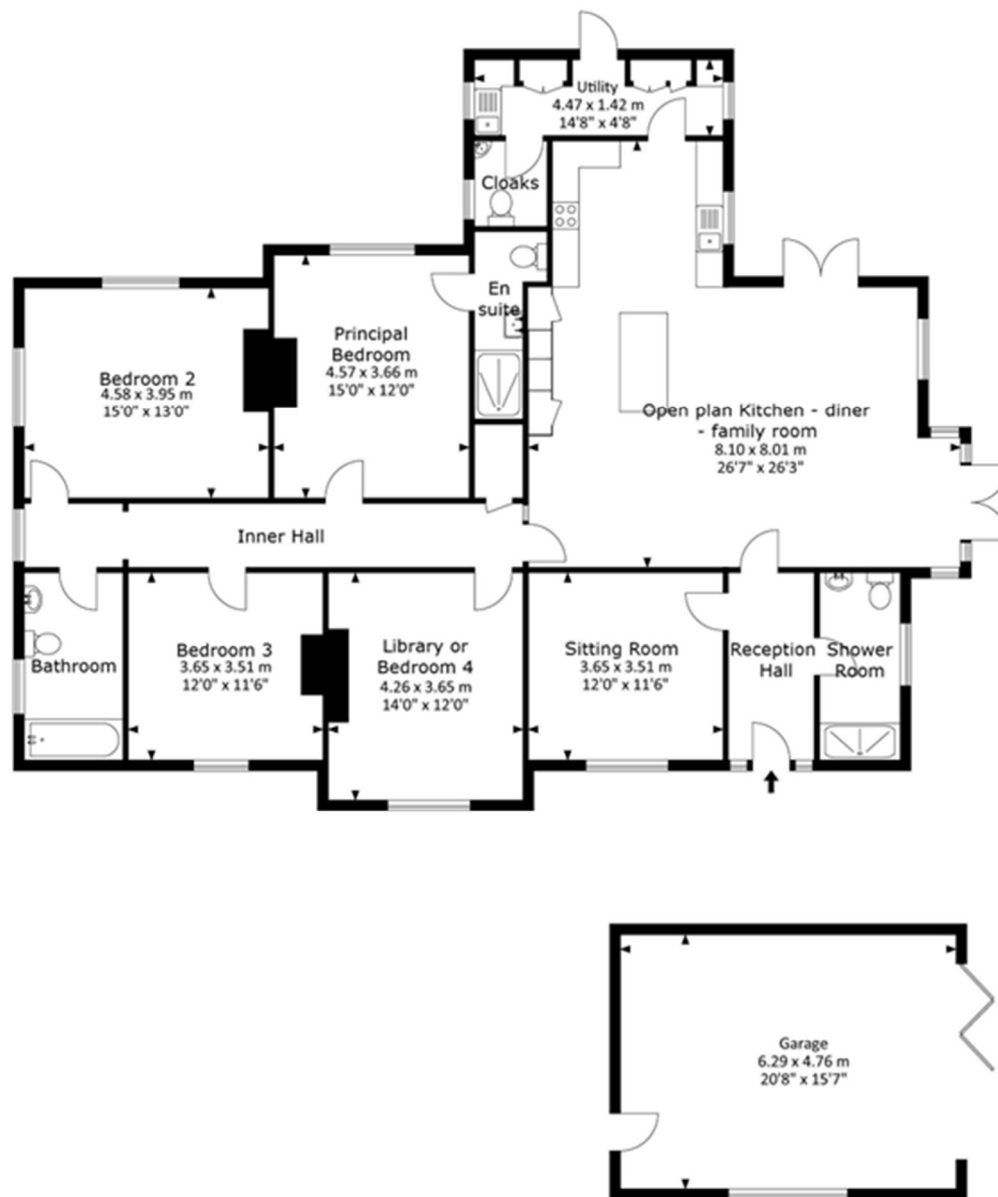 Utility
4.47 x 1.42 m
14'8" x 4'8"
Cloaks
En
suite
Principal
Bedroom
4.57 x 3.66 m
15'0" x 12'0"
Bedroom 2
4.58 x 3.95 m
15'0" x 13'0"
Open plan Kitchen - diner
- family room
8.10 x 8.01 m
26'7" x 26'3"
Inner Hall
Bathroom
Bedroom 3
3.65 x 3.51 m
12'0" x 11'6"
Library or
Bedroom 4
4.26 x 3.65 m
14'0" x 12'0"
Sitting Room
3.65 x 3.51 m
12'0" x 11'6"
Reception
Hall
Shower
Room
Garage
6.29 x 4.76 m
20'8" x 15'7"